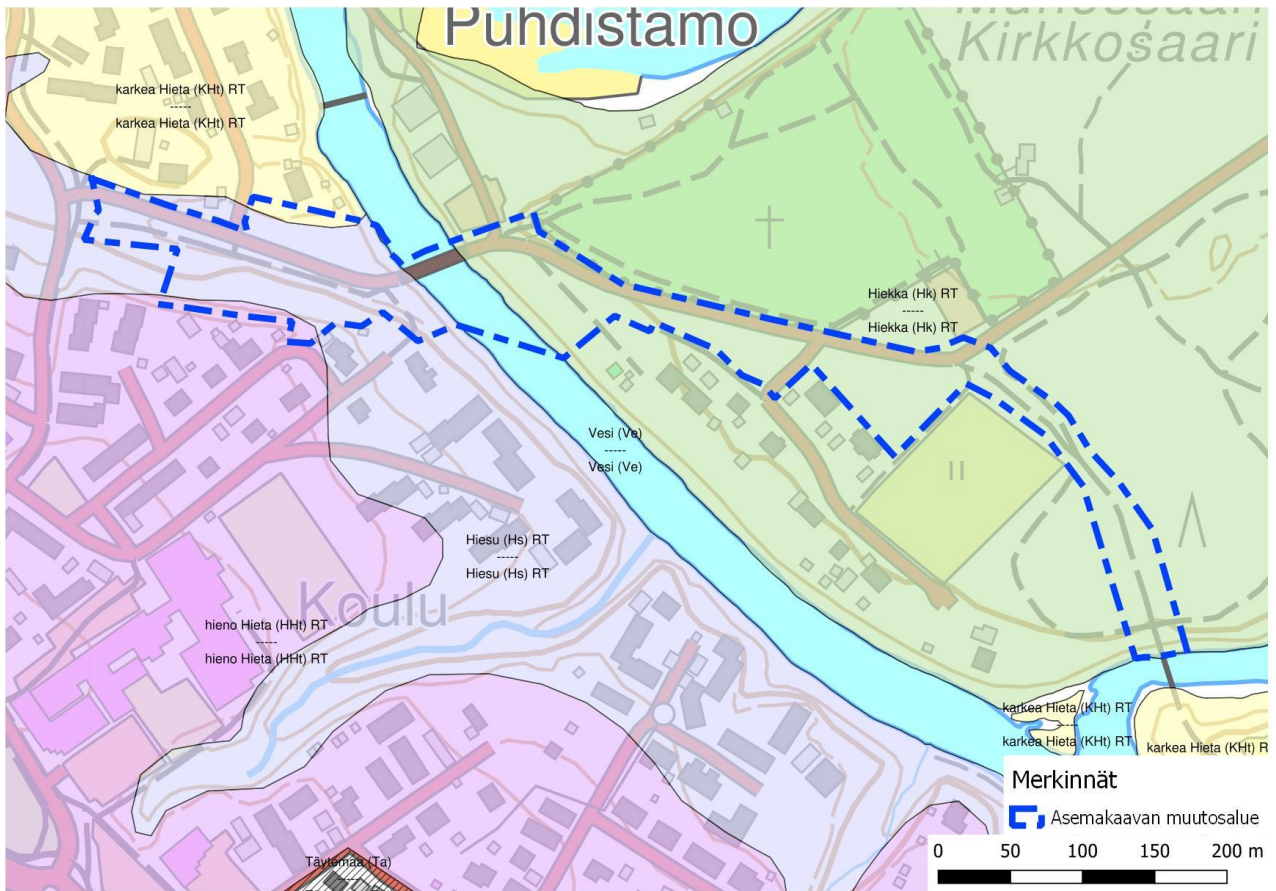 Puhdistamo
Kirkkosaari
karkea Hieta (KHt) RT
-----
karkea Hieta (KHt) RT
Hiekka (Hk) RT
-----
Hiekka (Hk) RT
Vesi (Ve)
-----
Vesi (Ve)
Hiesu (Hs) RT
-----
Hiesu (Hs) RT
Koulu
hieno Hieta (HHt) RT
-----
hieno Hieta (HHt) RT
karkea Hieta (KHt) RT
-----
karkea Hieta (KHt) RT
karkea Hieta (KHt) R
Täytemaa (Ta)
-----
Merkinnät
Asemakaavan muutosalue
0 50 100 150 200 m